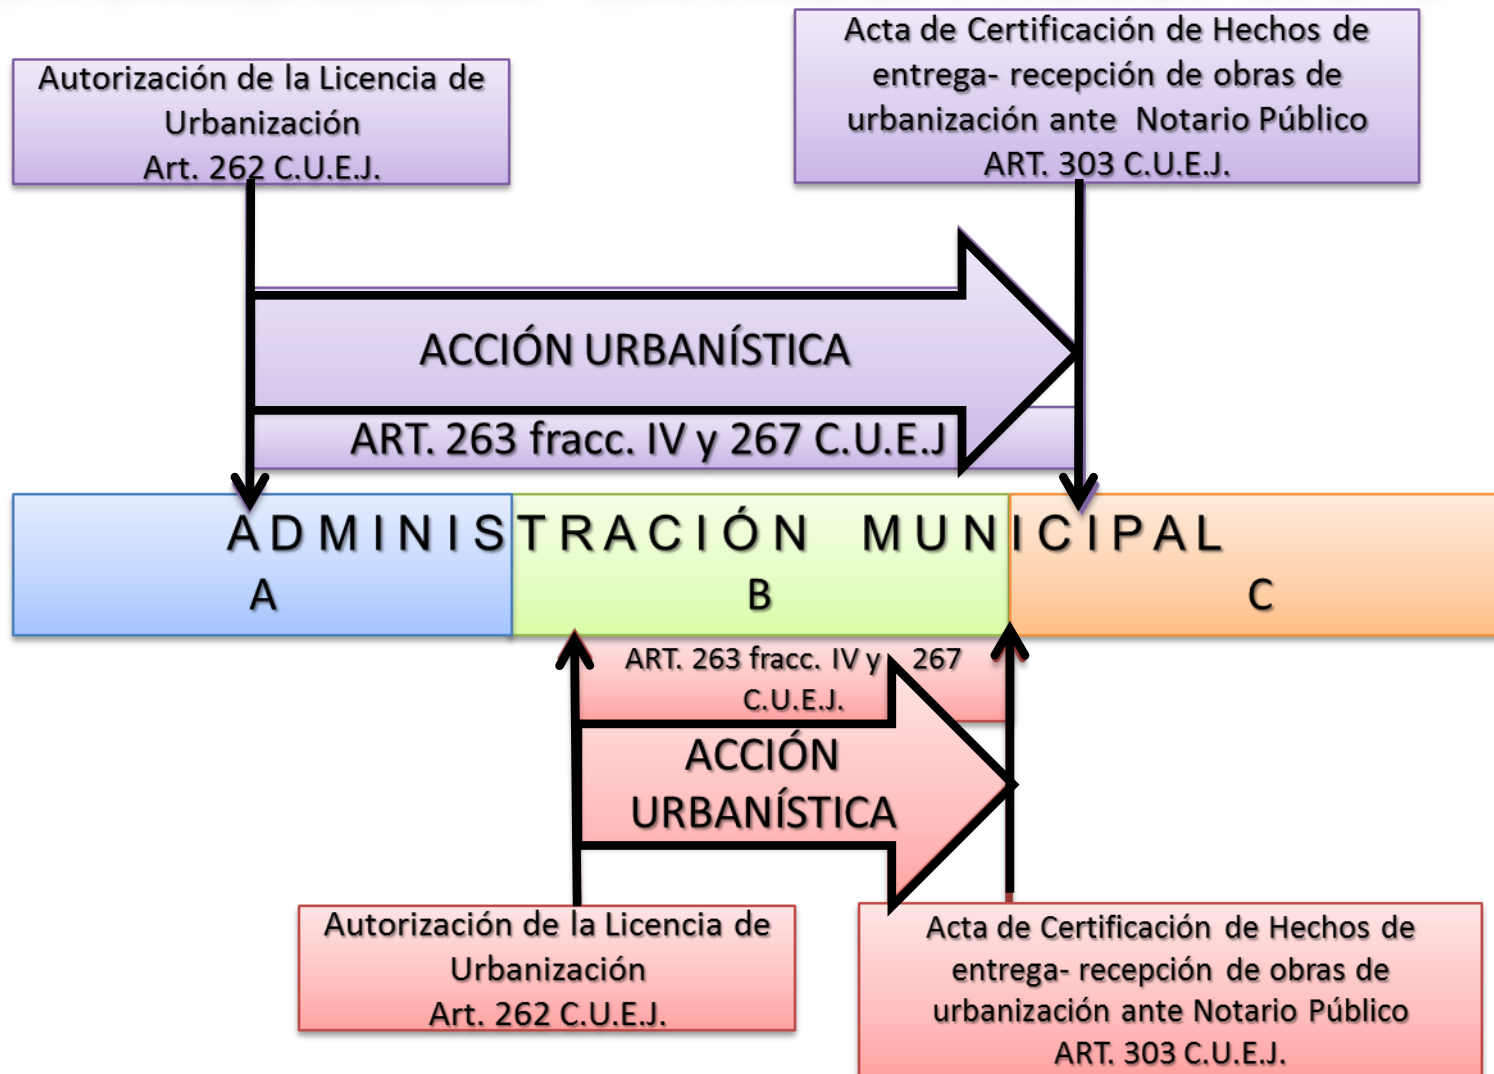 Autorización de la Licencia de
Urbanización
Art. 262 C.U.E.J.
Acta de Certificación de Hechos de
entrega- recepción de obras de
urbanización ante Notario Público
ART. 303 C.U.E.J.
ACCIÓN URBANÍSTICA
ART. 263 fracc. IV y 267 C.U.E.J
ADMINISTRACIÓN MUNICIPAL
A B C
ART. 263 fracc. IV y 267
C.U.E.J.
ACCIÓN
URBANÍSTICA
Autorización de la Licencia de
Urbanización
Art. 262 C.U.E.J.
Acta de Certificación de Hechos de
entrega- recepción de obras de
urbanización ante Notario Público
ART. 303 C.U.E.J.